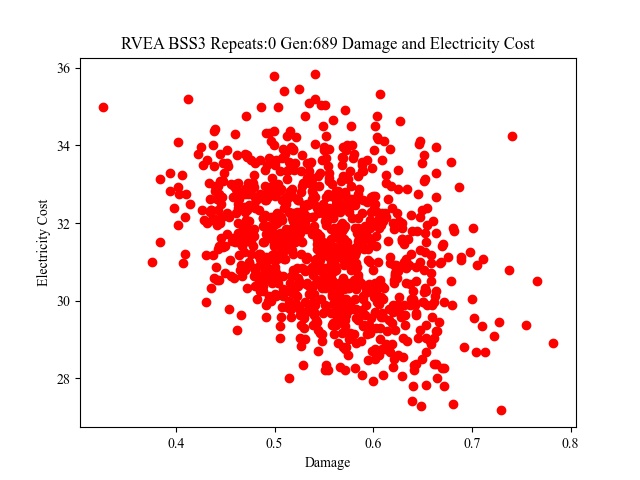 RVEA BSS3 Repeats:0 Gen:689 Damage and Electricity Cost
36
34
32
30
28
Electricity Cost
0.4 0.5 0.6 0.7 0.8
Damage